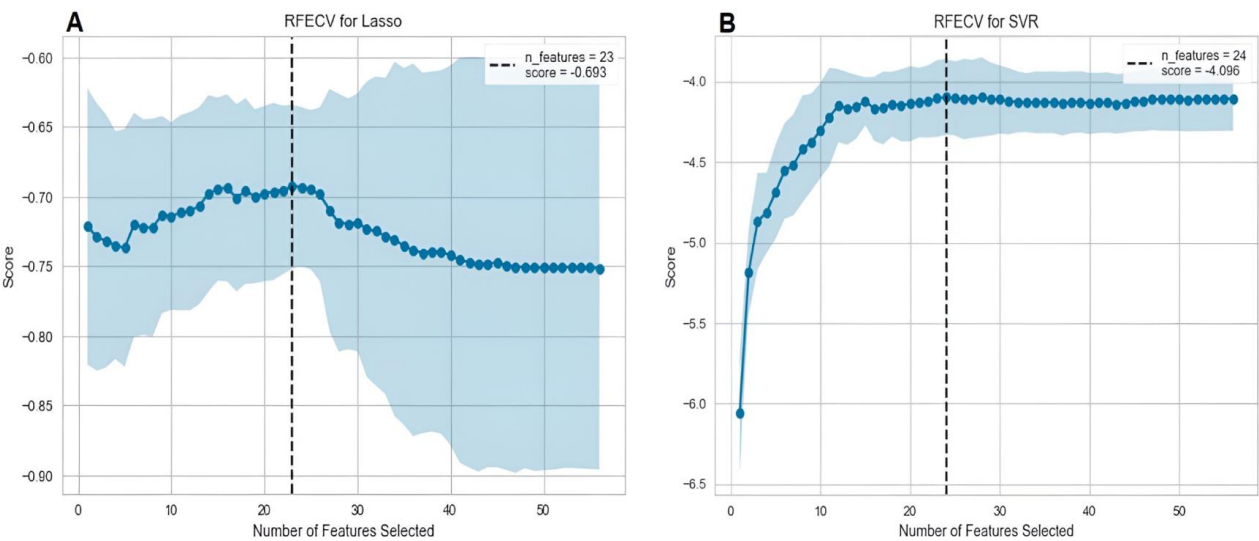 A
RFECV for Lasso
n_features = 23
score = -0.693
−0.60
−0.65
−0.70
−0.75
−0.80
−0.85
−0.90
Score
0 10 20 30 40 50
Number of Features Selected
B
RFECV for SVR
n_features = 24
score = -4.096
−4.0
−4.5
−5.0
−5.5
−6.0
−6.5
Score
0 10 20 30 40 50
Number of Features Selected